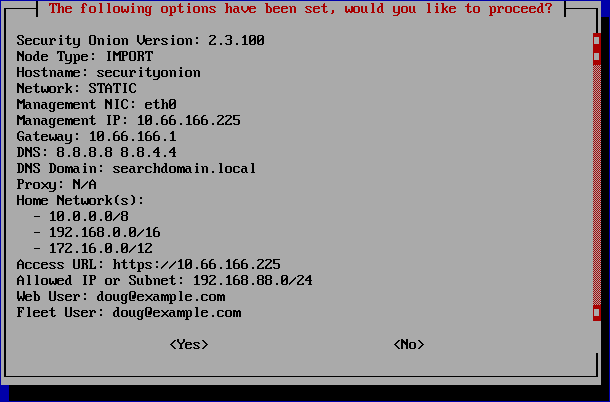 The following options have been set, would you like to proceed?
Security Onion Version: 2.3.100
Node Type: IMPORT
Hostname: securityonion
Network: STATIC
Management NIC: eth0
Management IP: 10.66.166.225
Gateway: 10.66.166.1
DNS: 8.8.8.8 8.8.4.4
DNS Domain: searchdomain.local
Proxy: N/A
Home Network(s):
- 10.0.0.0/8
- 192.168.0.0/16
- 172.16.0.0/12
Access URL: https://10.66.166.225
Allowed IP or Subnet: 192.168.88.0/24
Web User: doug@example.com
Fleet User: doug@example.com
<Yes> <No>